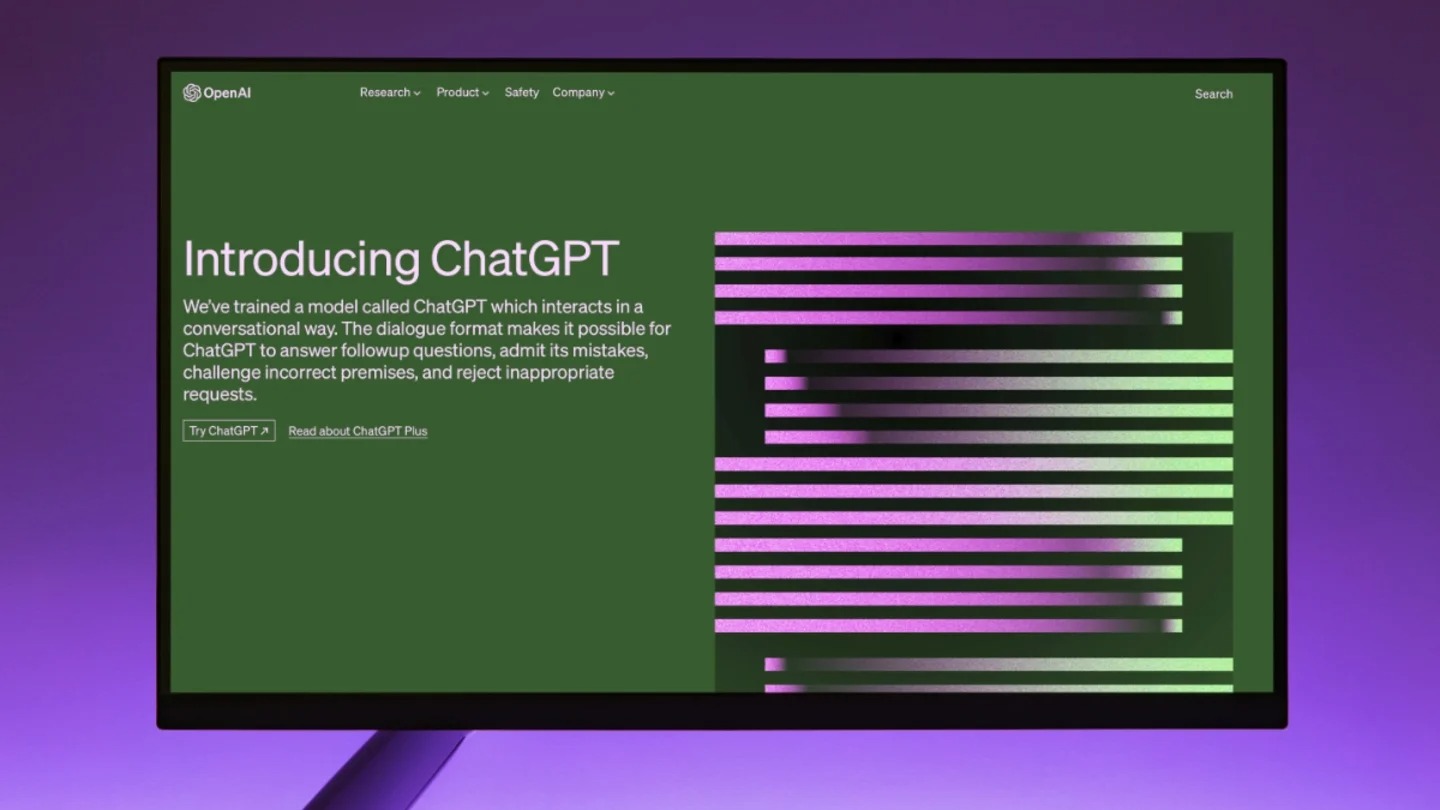 OpenAI
Research Product Safety Company
Search
Introducing ChatGPT
We've trained a model called ChatGPT which interacts in a
conversational way. The dialogue format makes it possible for
ChatGPT to answer followup questions, admit its mistakes,
challenge incorrect premises, and reject inappropriate
requests.
Try ChatGPT ↗
Read about ChatGPT Plus